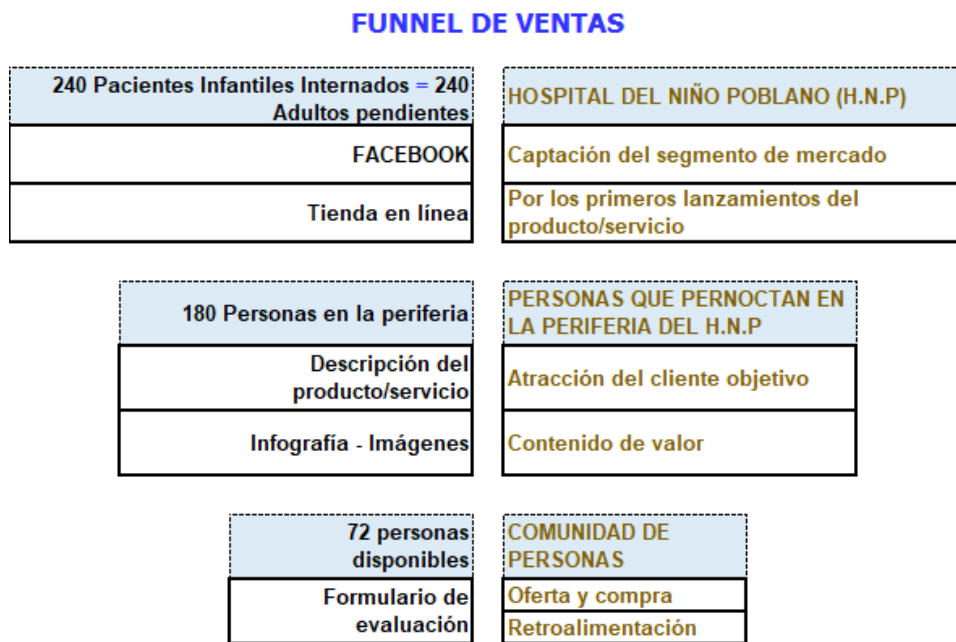 FUNNEL DE VENTAS
240 Pacientes Infantiles Internados = 240
Adultos pendientes
HOSPITAL DEL NIÑO POBLANO (H.N.P)
FACEBOOK
Captación del segmento de mercado
Tienda en línea
Por los primeros lanzamientos del
producto/servicio
180 Personas en la periferia
PERSONAS QUE PERNOCTAN EN
LA PERIFERIA DEL H.N.P
Descripción del
producto/servicio
Atracción del cliente objetivo
Infografía - Imágenes
Contenido de valor
72 personas
disponibles
COMUNIDAD DE
PERSONAS
Formulario de
evaluación
Oferta y compra
Retroalimentación